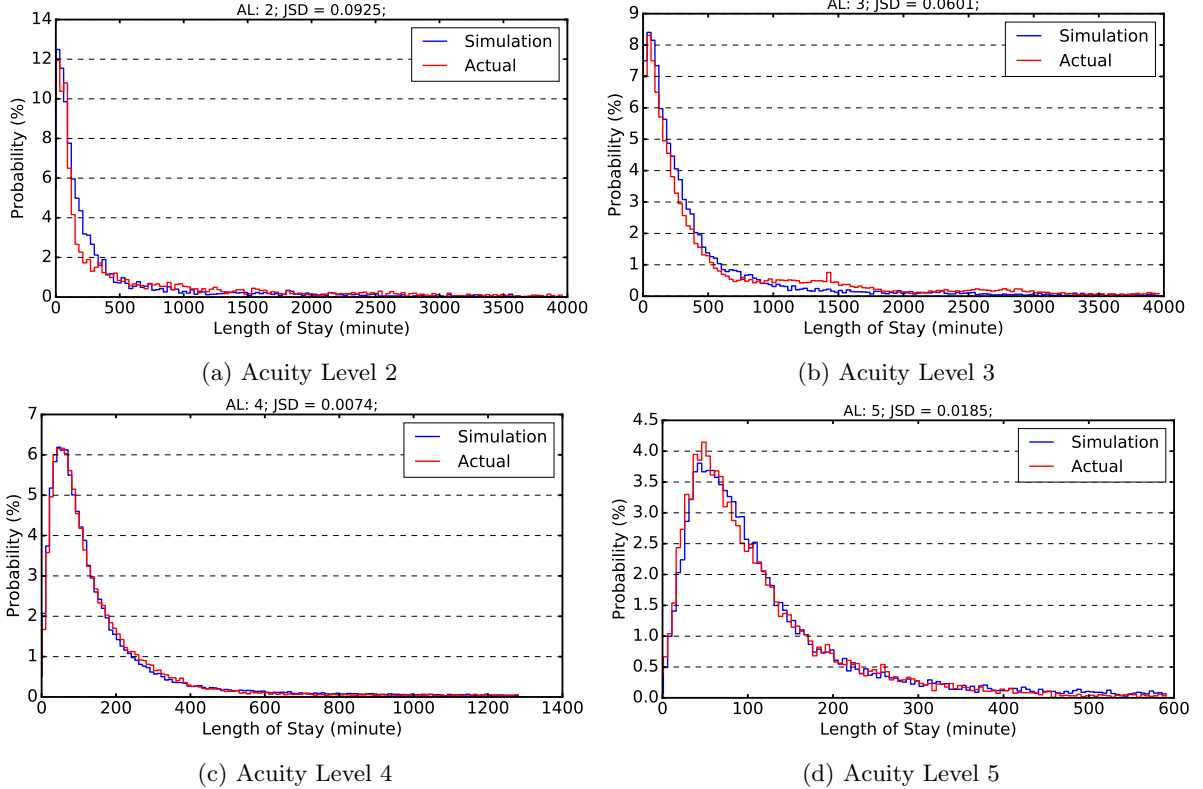 AL: 2; JSD = 0.0925;
14
12
10
8
6
4
2
0
Probability (%)
Simulation
Actual
0 500 1000 1500 2000 2500 3000 3500 4000
Length of Stay (minute)
(a) Acuity Level 2
AL: 3; JSD = 0.0601;
9
8
7
6
5
4
3
2
1
0
Probability (%)
Simulation
Actual
0 500 1000 1500 2000 2500 3000 3500 4000
Length of Stay (minute)
(b) Acuity Level 3
AL: 4; JSD = 0.0074;
7
6
5
4
3
2
1
0
Probability (%)
Simulation
Actual
0 200 400 600 800 1000 1200 1400
Length of Stay (minute)
(c) Acuity Level 4
AL: 5; JSD = 0.0185;
4.5
4.0
3.5
3.0
2.5
2.0
1.5
1.0
0.5
0.0
Probability (%)
Simulation
Actual
0 100 200 300 400 500 600
Length of Stay (minute)
(d) Acuity Level 5